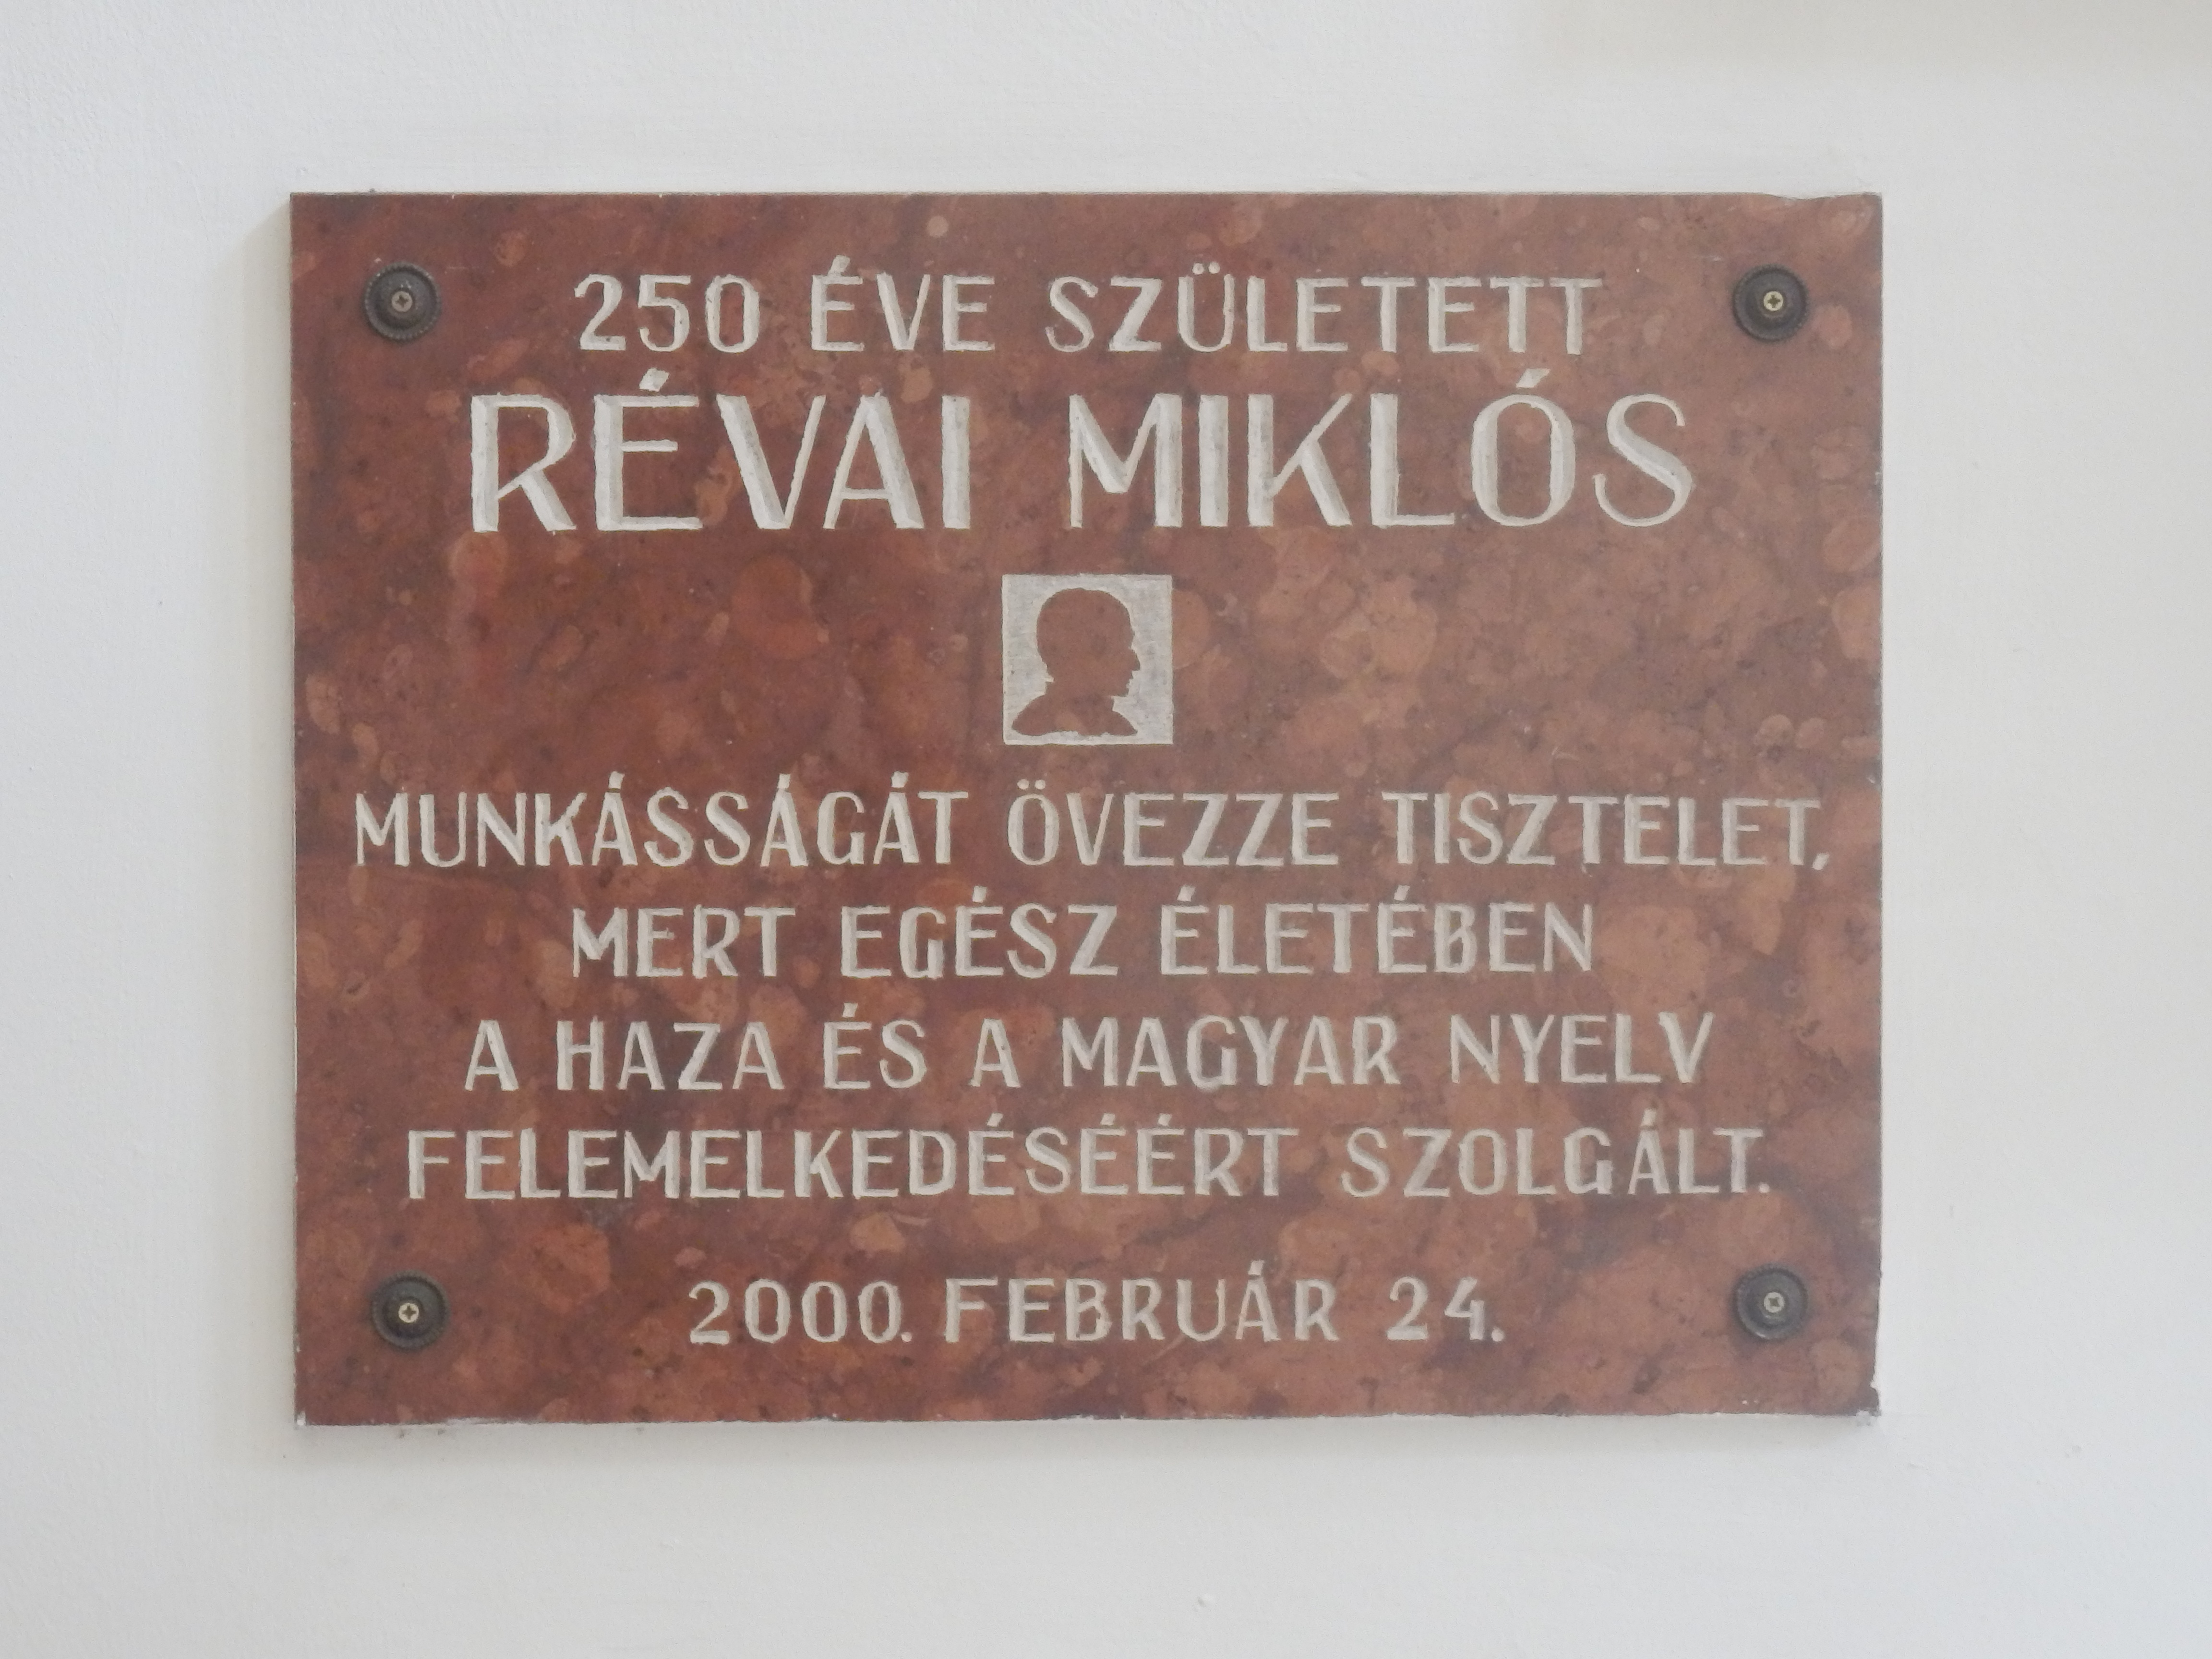 250 ÉVE SZÜLETETT
RÉVAI MIKLÓS
MUNKÁSSÁGÁT ÖVEZZE TISZTELET,
MERT EGÉSZ ÉLETÉBEN
A HAZA ÉS A MAGYAR NYELV
FELEMELKEDÉSÉÉRT SZOLGÁLT.
2000. FEBRUÁR 24.